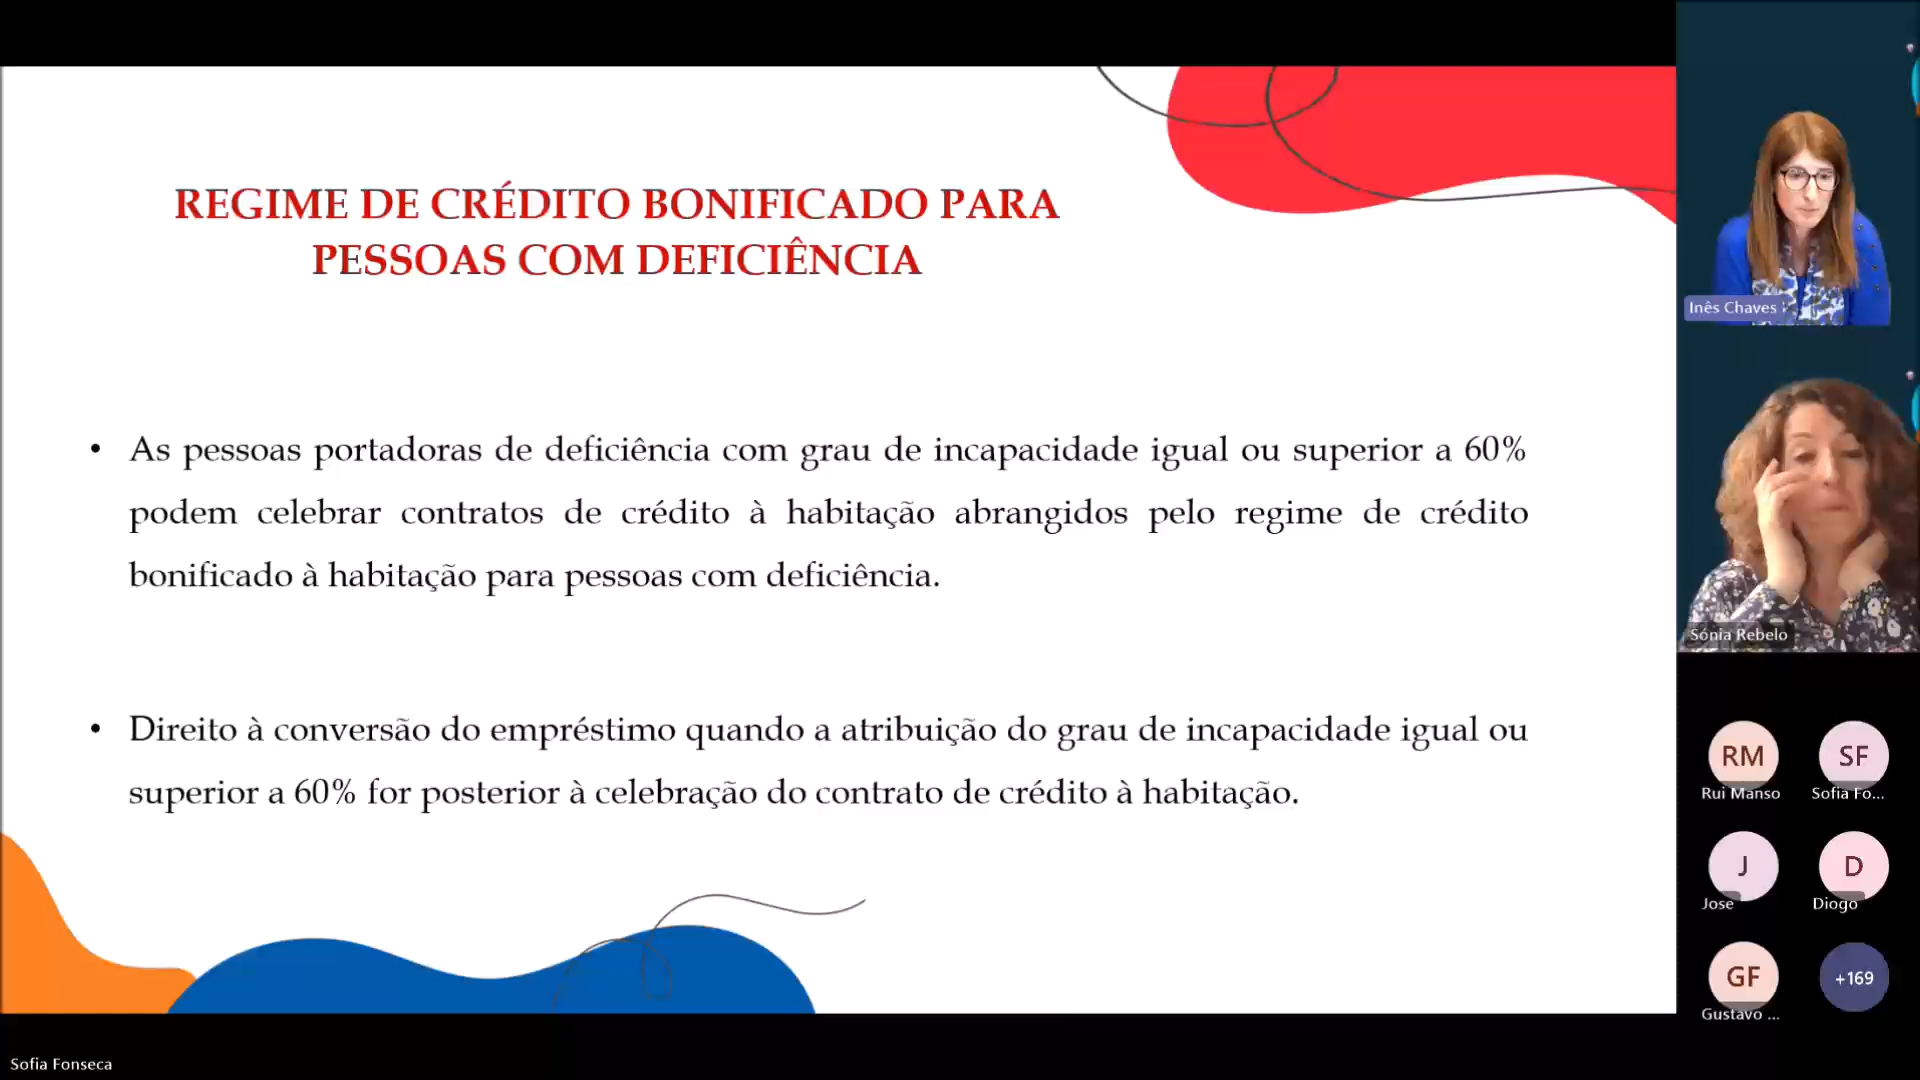 REGIME DE CRÉDITO BONIFICADO PARA
PESSOAS COM DEFICIÊNCIA
• As pessoas portadoras de deficiência com grau de incapacidade igual ou superior a 60%
podem celebrar contratos de crédito à habitação abrangidos pelo regime de crédito
bonificado à habitação para pessoas com deficiência.
• Direito à conversão do empréstimo quando a atribuição do grau de incapacidade igual ou
superior a 60% for posterior à celebração do contrato de crédito à habitação.
Inês Chaves
Sónia Rebelo
RM
Rui Manso
SF
Sofia Fo...
J
Jose
D
Diogo
GF
Gustavo ...
+169
Sofia Fonseca